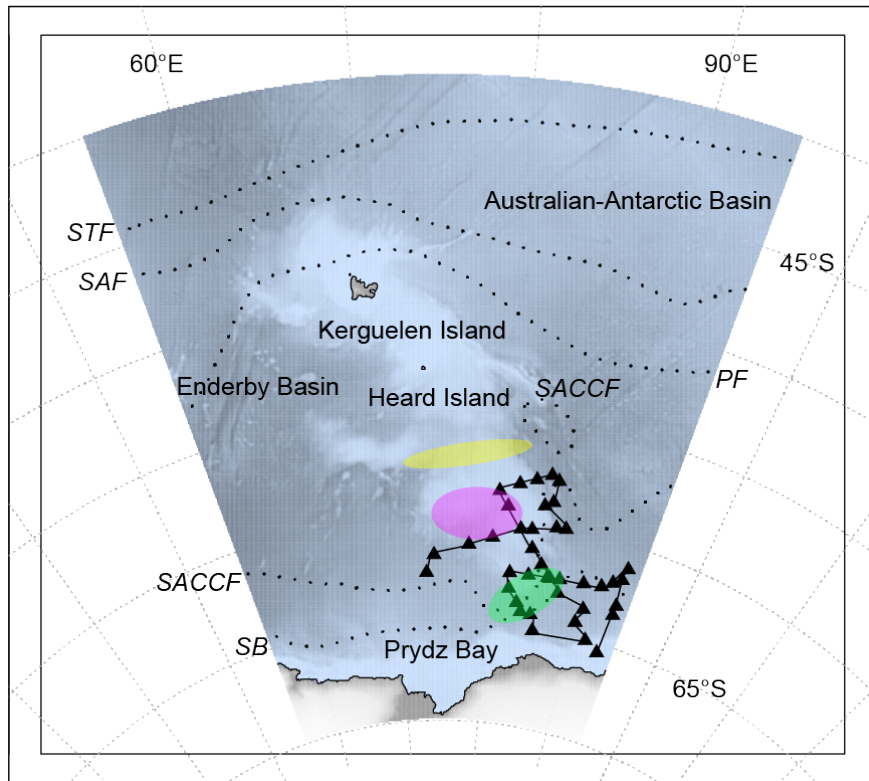 60°E
90°E
Australian-Antarctic Basin
STF
45°S
SAF
Kerguelen Island
Enderby Basin
Heard Island
SACCF
PF
SACCF
SB
Prydz Bay
65°S